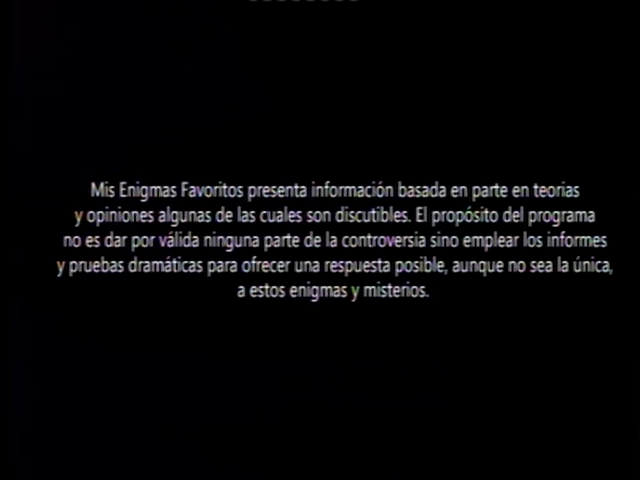 Mis Enigmas Favoritos presenta información basada en parte en teorias
y opiniones algunas de las cuales son discutibles. El propósito del programa
no es dar por válida ninguna parte de la controversia sino emplear los informes
y pruebas dramáticas para ofrecer una respuesta posible, aunque no sea la única,
a estos enigmas y misterios.